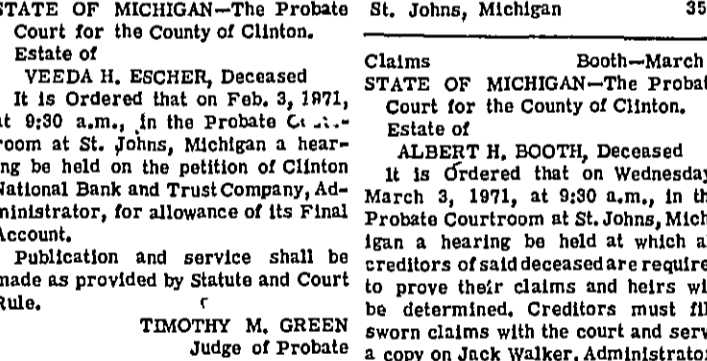 STATE OF MICHIGAN—The Probate
Court for the County of Clinton.
Estate of
VEEDA H. ESCHER, Deceased
It is Ordered that on Feb. 3, 1971,
at 9:30 a.m., in the Probate
room at St. Johns, Michigan a hear-
ing be held on the petition of Clinton
National Bank and Trust Company, Ad-
ministrator, for allowance of its Final
Account.
Publication and service shall be
made as provided by Statute and Court
Rule.
TIMOTHY M. GREEN
Judge of Probate
St. Johns, Michigan 35
Claims Booth—March
STATE OF MICHIGAN—The Probat
Court for the County of Clinton.
Estate of
ALBERT H. BOOTH, Deceased
It is Ordered that on Wednesday
March 3, 1971, at 9:30 a.m., in th
Probate Courtroom at St. Johns, Mich
igan a hearing be held at which a
creditors of said deceased are require
to prove their claims and heirs wi
be determined. Creditors must fi
sworn claims with the court and serv
a copy on Jack Walker, Administrator